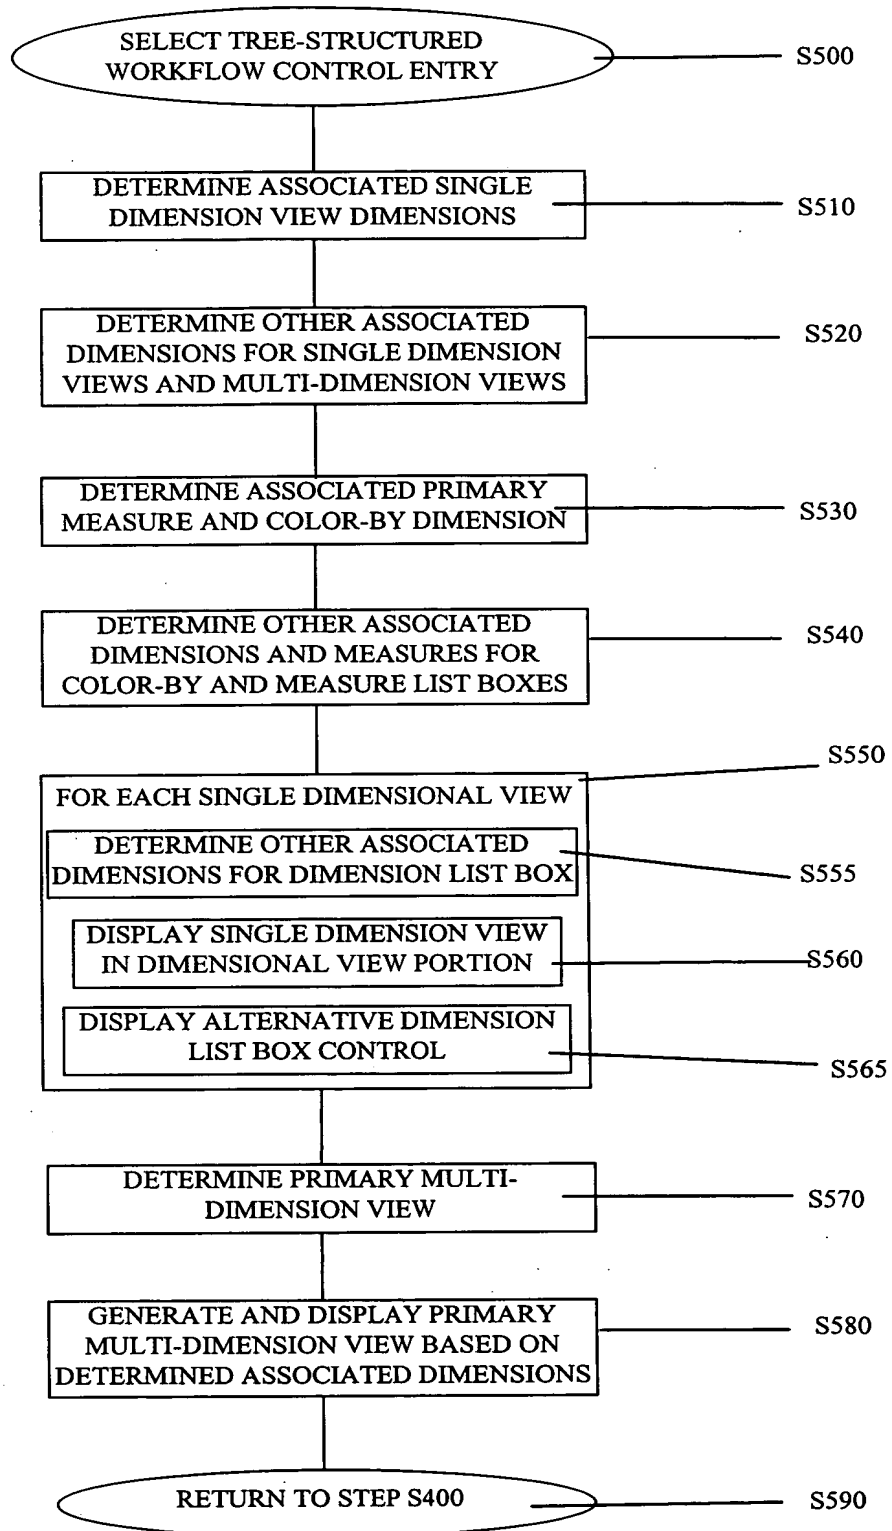 SELECT TREE-STRUCTURED
WORKFLOW CONTROL ENTRY
S500
DETERMINE ASSOCIATED SINGLE
DIMENSION VIEW DIMENSIONS
S510
DETERMINE OTHER ASSOCIATED
DIMENSIONS FOR SINGLE DIMENSION
VIEWS AND MULTI-DIMENSION VIEWS
S520
DETERMINE ASSOCIATED PRIMARY
MEASURE AND COLOR-BY DIMENSION
S530
DETERMINE OTHER ASSOCIATED
DIMENSIONS AND MEASURES FOR
COLOR-BY AND MEASURE LIST BOXES
S540
S550
FOR EACH SINGLE DIMENSIONAL VIEW
DETERMINE OTHER ASSOCIATED
DIMENSIONS FOR DIMENSION LIST BOX
S555
DISPLAY SINGLE DIMENSION VIEW
IN DIMENSIONAL VIEW PORTION
S560
DISPLAY ALTERNATIVE DIMENSION
LIST BOX CONTROL
S565
DETERMINE PRIMARY MULTI-
DIMENSION VIEW
S570
GENERATE AND DISPLAY PRIMARY
MULTI-DIMENSION VIEW BASED ON
DETERMINED ASSOCIATED DIMENSIONS
S580
RETURN TO STEP S400
S590